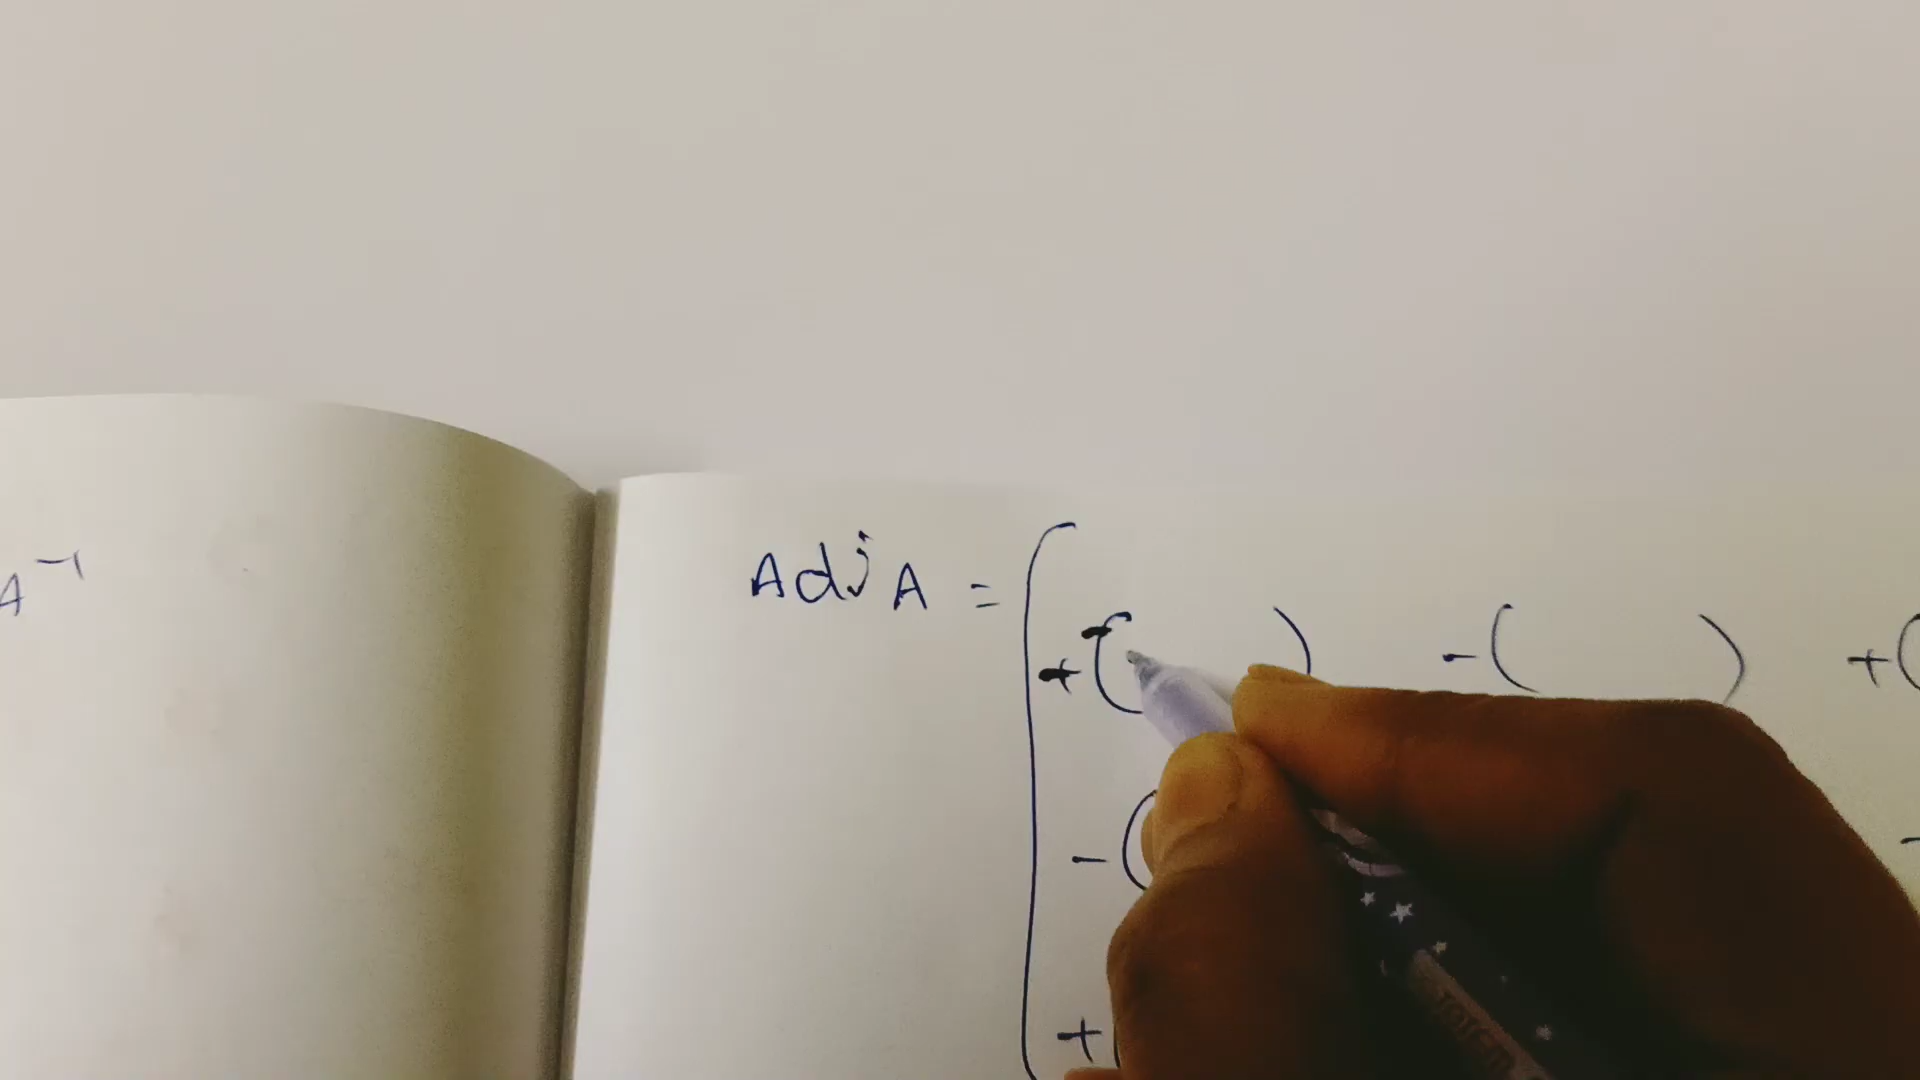 A⁻¹
Adj A =
+( ) -( ) +(
-(
+(